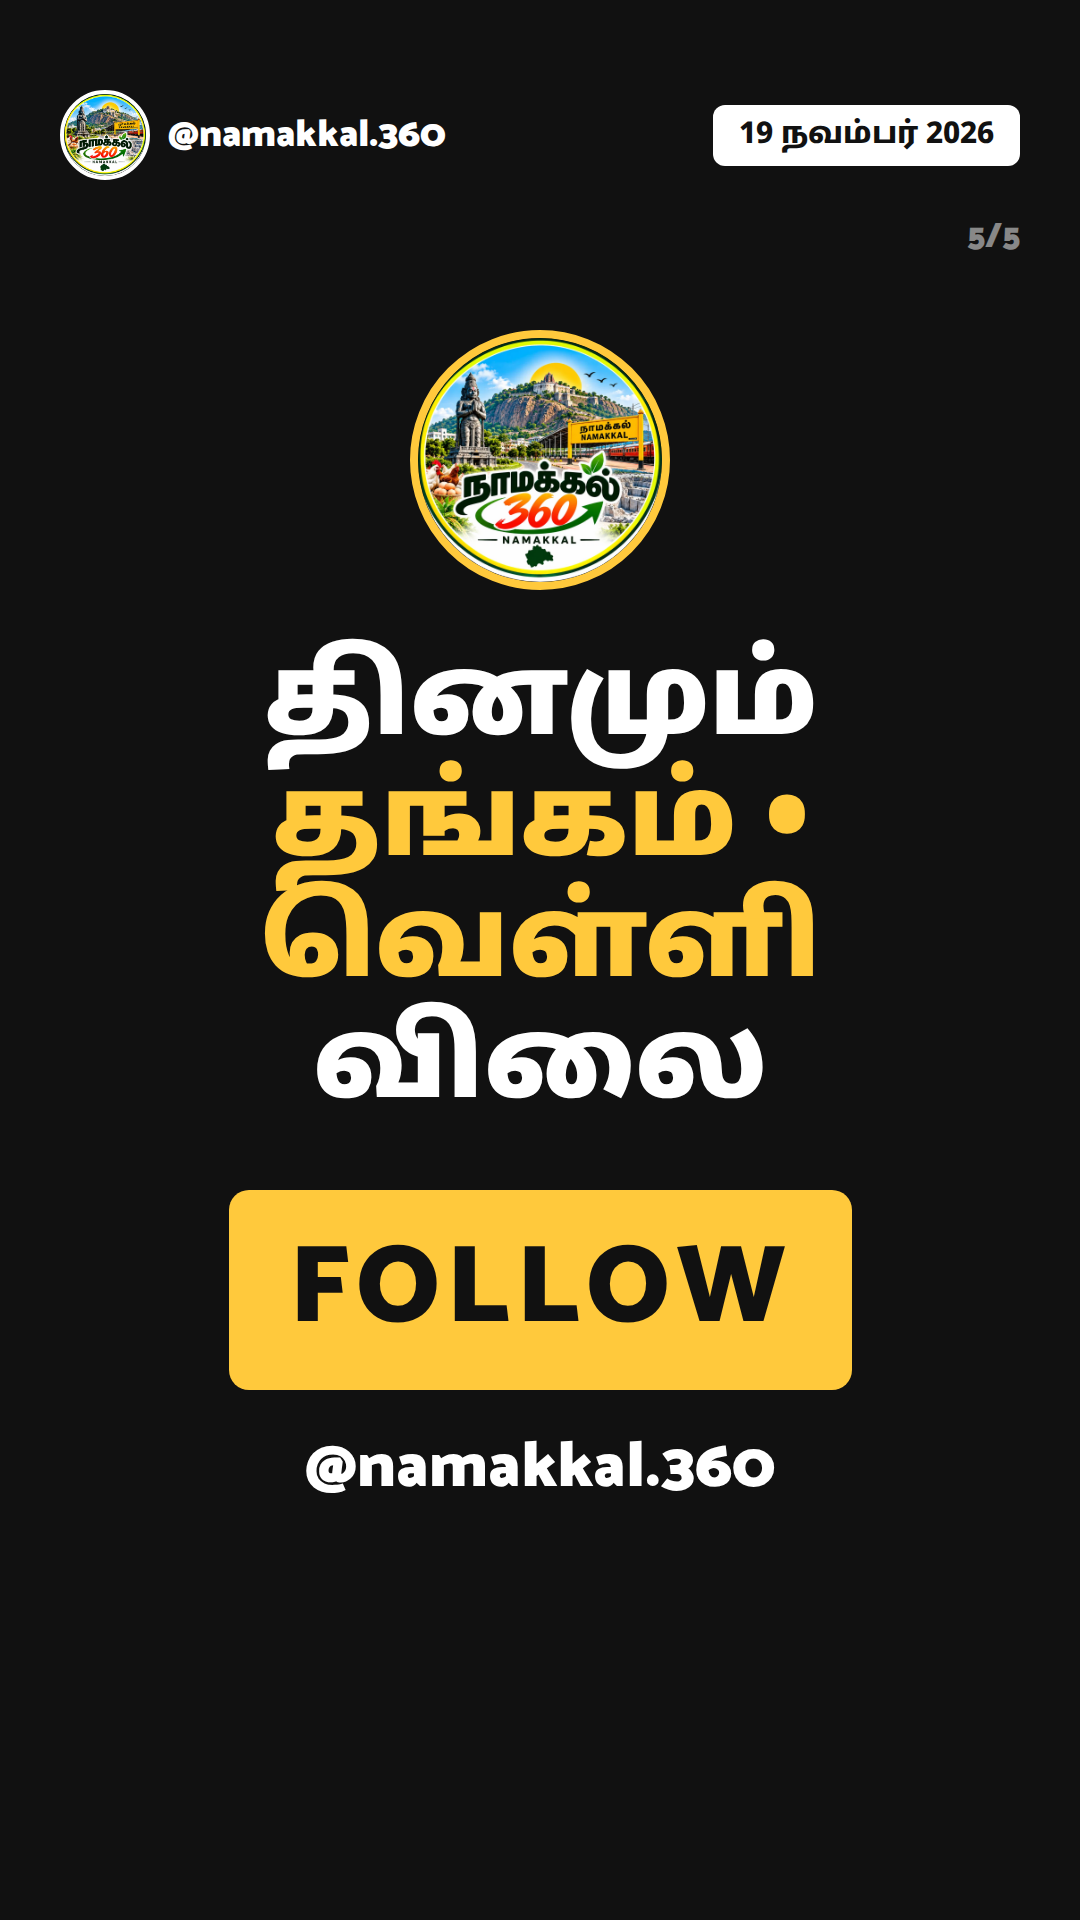 @namakkal.360
19 நவம்பர் 2026
5/5
நாமக்கல்
NAMAKKAL
நாமக்கல்
360
NAMAKKAL
தினமும்
தங்கம் •
வெள்ளி
விலை
FOLLOW
@namakkal.360